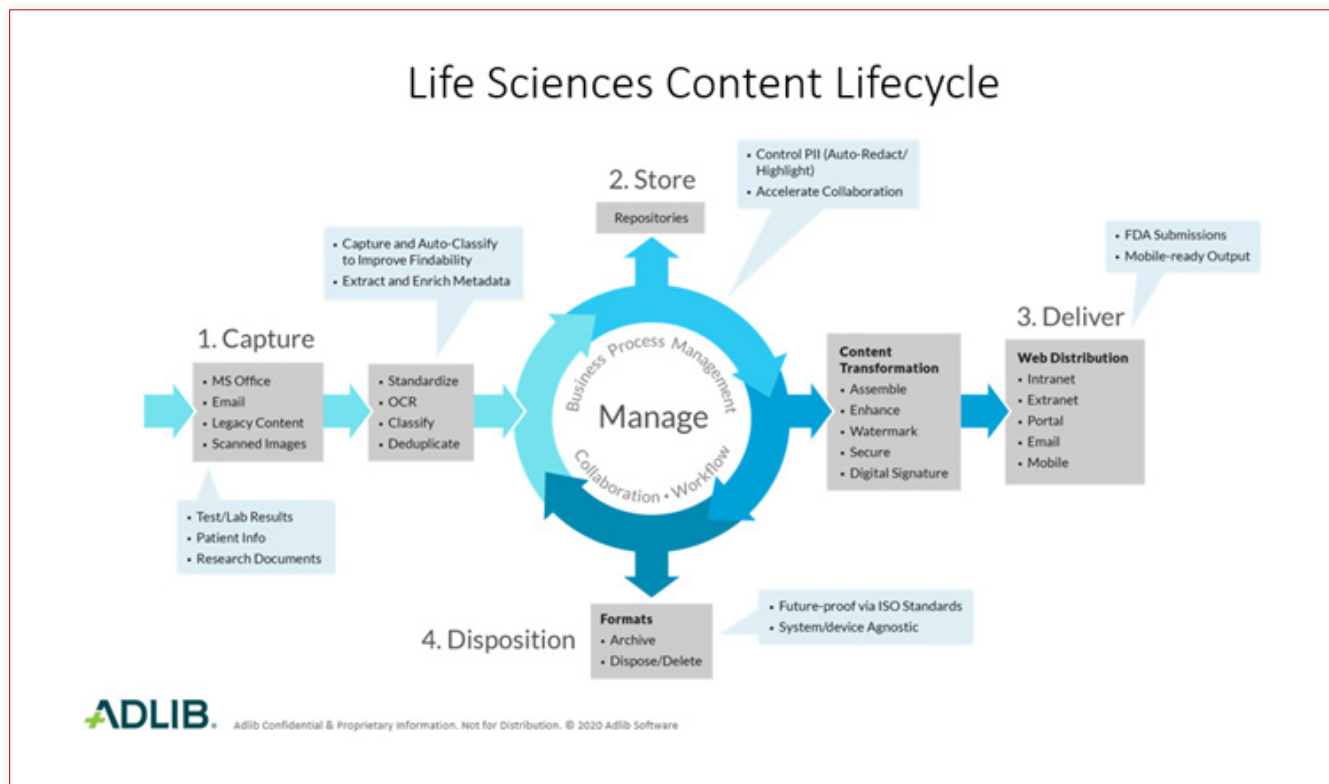 Life Sciences Content Lifecycle
• Control PII (Auto-Redact/
Highlight)
• Accelerate Collaboration
2. Store
Repositories
• Capture and Auto-Classify
to Improve Findability
• Extract and Enrich Metadata
• FDA Submissions
• Mobile-ready Output
1. Capture
• MS Office
• Email
• Legacy Content
• Scanned Images
• Standardize
• OCR
• Classify
• Deduplicate
Business Process Management
Manage
Collaboration • Workflow
Content
Transformation
• Assemble
• Enhance
• Watermark
• Secure
• Digital Signature
3. Deliver
Web Distribution
• Intranet
• Extranet
• Portal
• Email
• Mobile
• Test/Lab Results
• Patient Info
• Research Documents
4. Disposition
Formats
• Archive
• Dispose/Delete
• Future-proof via ISO Standards
• System/device Agnostic
ADLIB.
Adlib Confidential & Proprietary Information. Not for Distribution. © 2020 Adlib Software